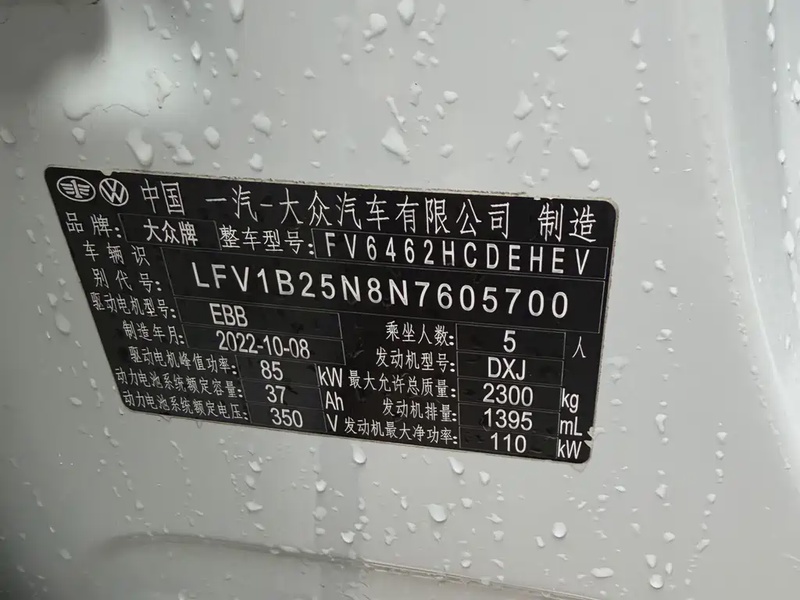 中国 一汽-大众汽车有限公司 制造
品牌: 大众牌 整车型号: FV6462HCDEHEV
车辆识别代号: LFV1B25N8N7605700
驱动电机型号: EBB 乘坐人数: 5 人
制造年月: 2022-10-08 发动机型号: DXJ
驱动电机峰值功率: 85 kW 最大允许总质量: 2300 kg
动力电池系统额定容量: 37 Ah 发动机排量: 1395 mL
动力电池系统额定电压: 350 V 发动机最大净功率: 110 kW